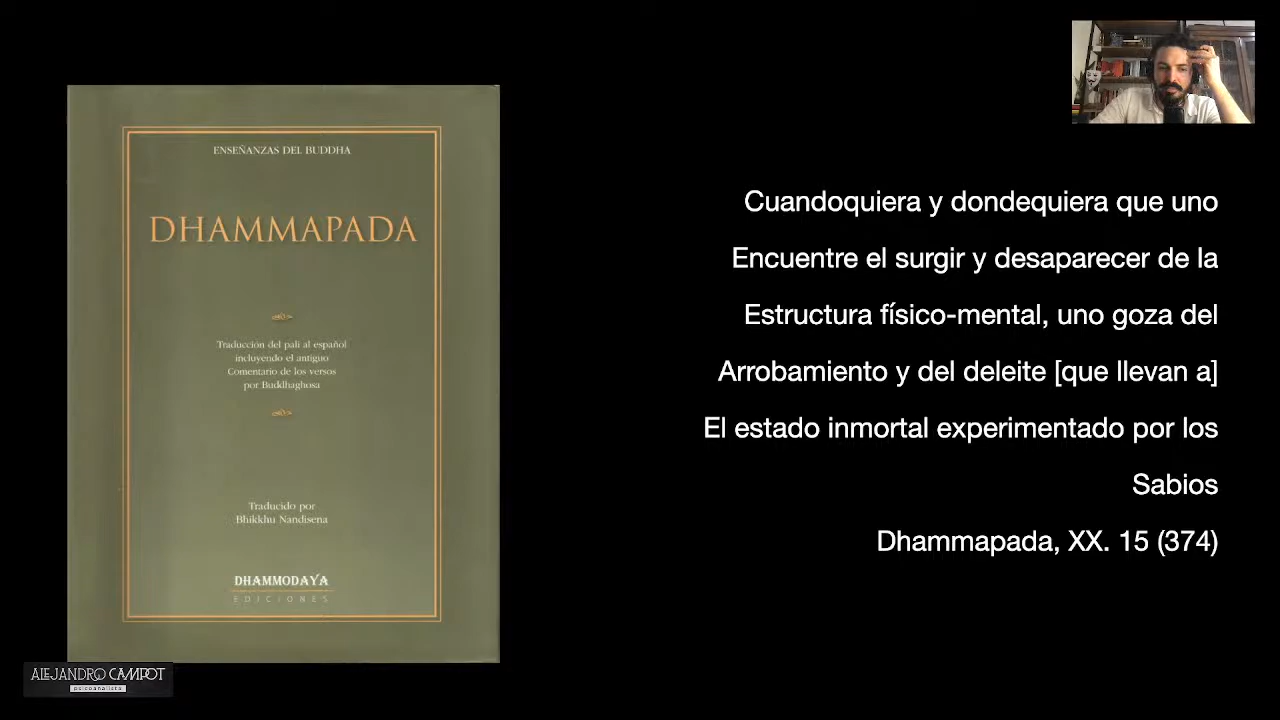 ENSEÑANZAS DEL BUDDHA
DHAMMAPADA
Traducción del pali al español
incluyendo el antiguo
Comentario de los versos
por Buddhaghosa
Traducido por
Bhikkhu Nandisena
DHAMMODAYA
EDICIONES
Cuandoquiera y dondequiera que uno
Encuentre el surgir y desaparecer de la
Estructura físico-mental, uno goza del
Arrobamiento y del deleite [que llevan a]
El estado inmortal experimentado por los
Sabios
Dhammapada, XX. 15 (374)
ALEJANDRO CAMPOT
psicoanalista